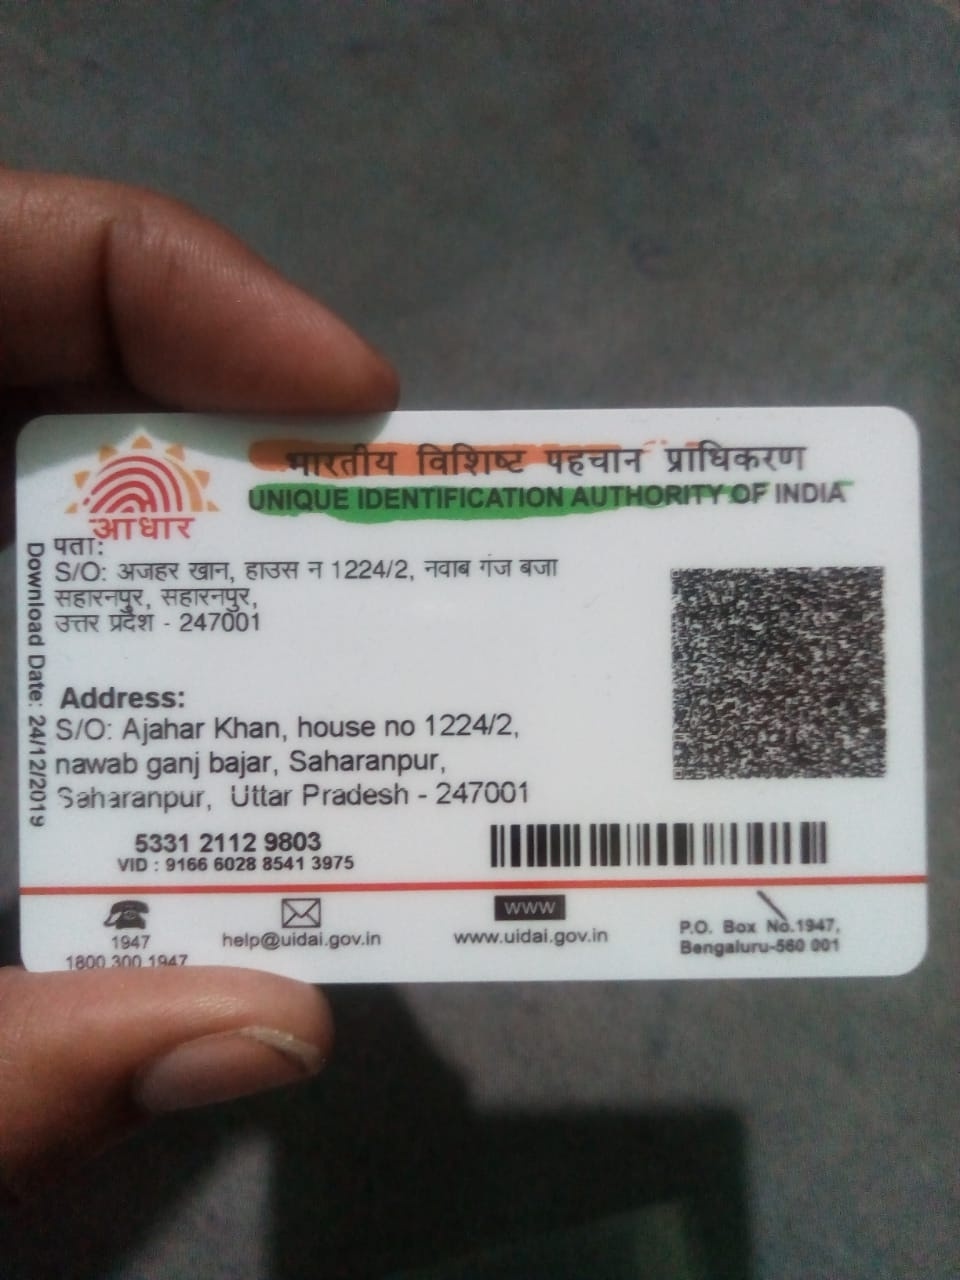 भारतीय विशिष्ट पहचान प्राधिकरण
UNIQUE IDENTIFICATION AUTHORITY OF INDIA
आधार
Download Date: 24/12/2019
पता:
S/O: अजहर खान, हाउस न 1224/2, नवाब गंज बजा
सहारनपुर, सहारनपुर,
उत्तर प्रदेश - 247001
Address:
S/O: Ajahar Khan, house no 1224/2,
nawab ganj bajar, Saharanpur,
Saharanpur, Uttar Pradesh - 247001
5331 2112 9803
VID : 9166 6028 8541 3975
1947
1800 300 1947
help@uidai.gov.in
WWW
www.uidai.gov.in
P.O. Box No.1947,
Bengaluru-560 001